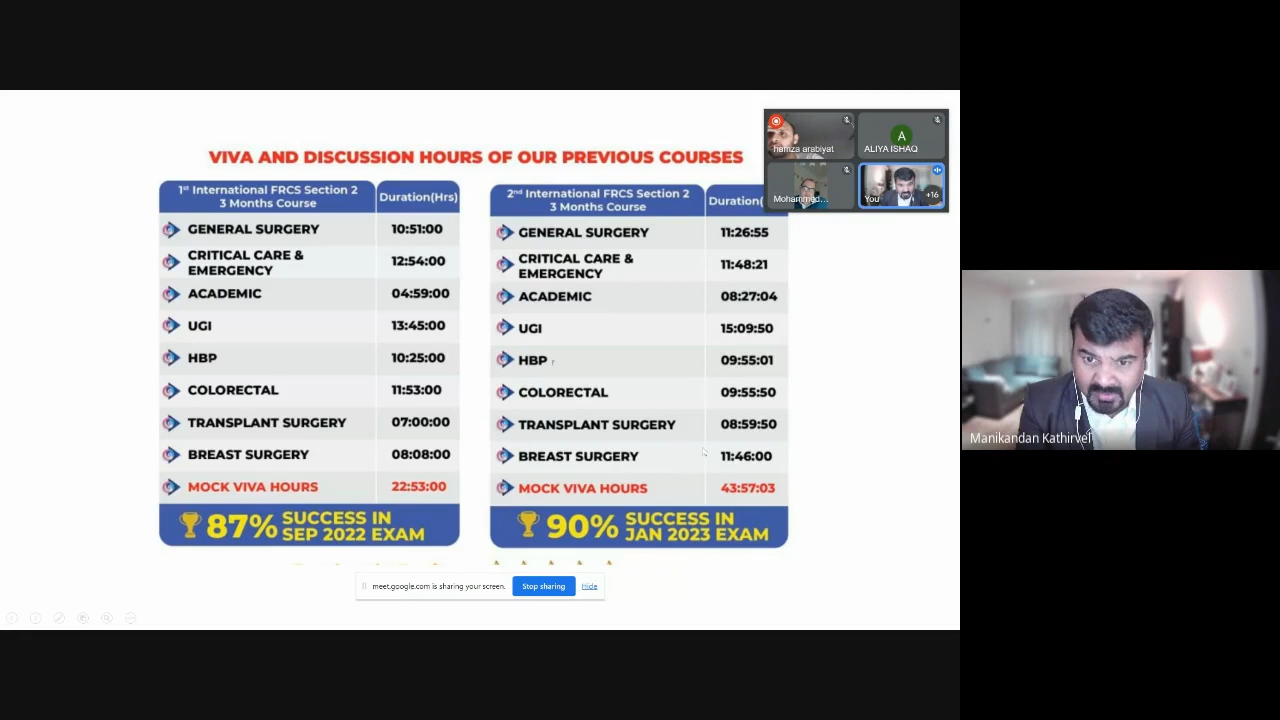 VIVA AND DISCUSSION HOURS OF OUR PREVIOUS COURSES
1st International FRCS Section 2
3 Months Course
Duration(Hrs)
GENERAL SURGERY 10:51:00
CRITICAL CARE &
EMERGENCY 12:54:00
ACADEMIC 04:59:00
UGI 13:45:00
HBP 10:25:00
COLORECTAL 11:53:00
TRANSPLANT SURGERY 07:00:00
BREAST SURGERY 08:08:00
MOCK VIVA HOURS 22:53:00
87% SUCCESS IN
SEP 2022 EXAM
2nd International FRCS Section 2
3 Months Course
Duration(
GENERAL SURGERY 11:26:55
CRITICAL CARE &
EMERGENCY 11:48:21
ACADEMIC 08:27:04
UGI 15:09:50
HBP 09:55:01
COLORECTAL 09:55:50
TRANSPLANT SURGERY 08:59:50
BREAST SURGERY 11:46:00
MOCK VIVA HOURS 43:57:03
90% SUCCESS IN
JAN 2023 EXAM
hamza arabiyat
A
ALIYA ISHAQ
Mohammed...
You
+16
meet.google.com is sharing your screen.
Stop sharing
Hide
Manikandan Kathirvel